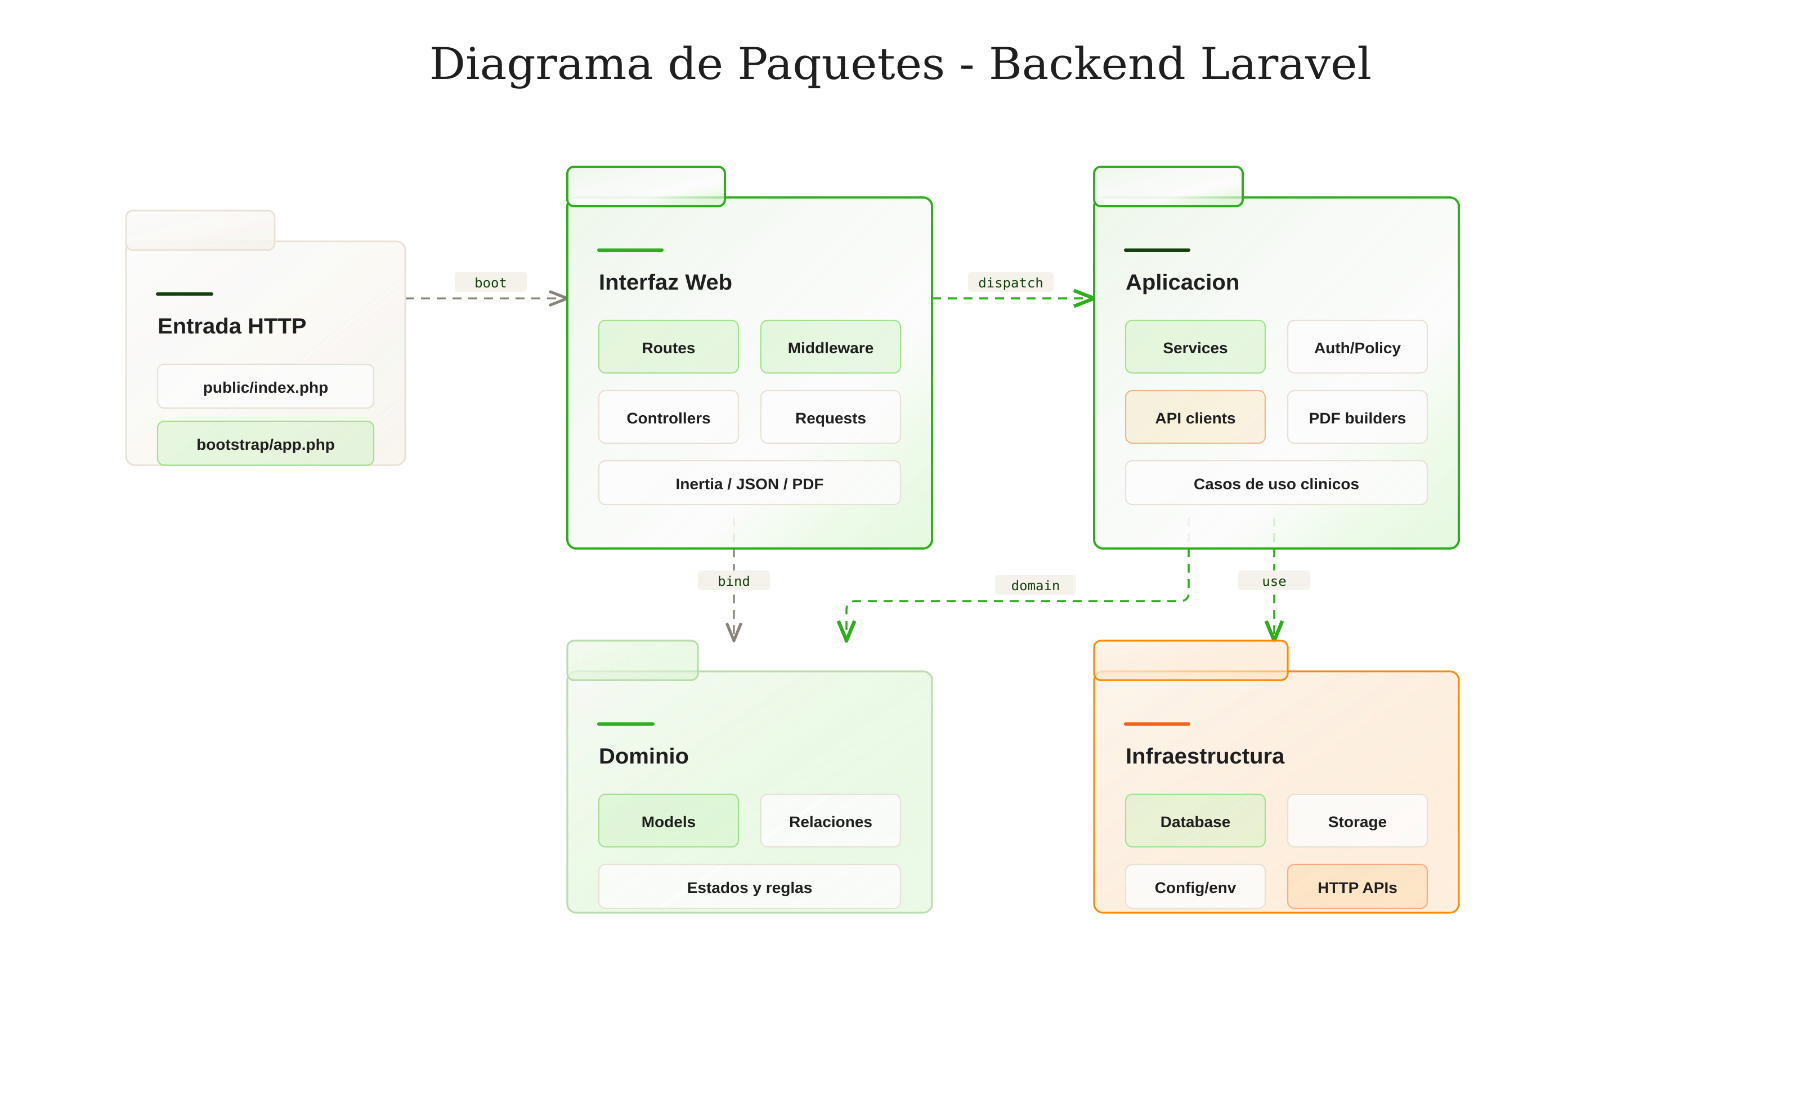 Diagrama de Paquetes - Backend Laravel
Entrada HTTP
public/index.php
bootstrap/app.php
boot
Interfaz Web
Routes
Middleware
Controllers
Requests
Inertia / JSON / PDF
dispatch
Aplicacion
Services
Auth/Policy
API clients
PDF builders
Casos de uso clinicos
bind
domain
use
Dominio
Models
Relaciones
Estados y reglas
Infraestructura
Database
Storage
Config/env
HTTP APIs